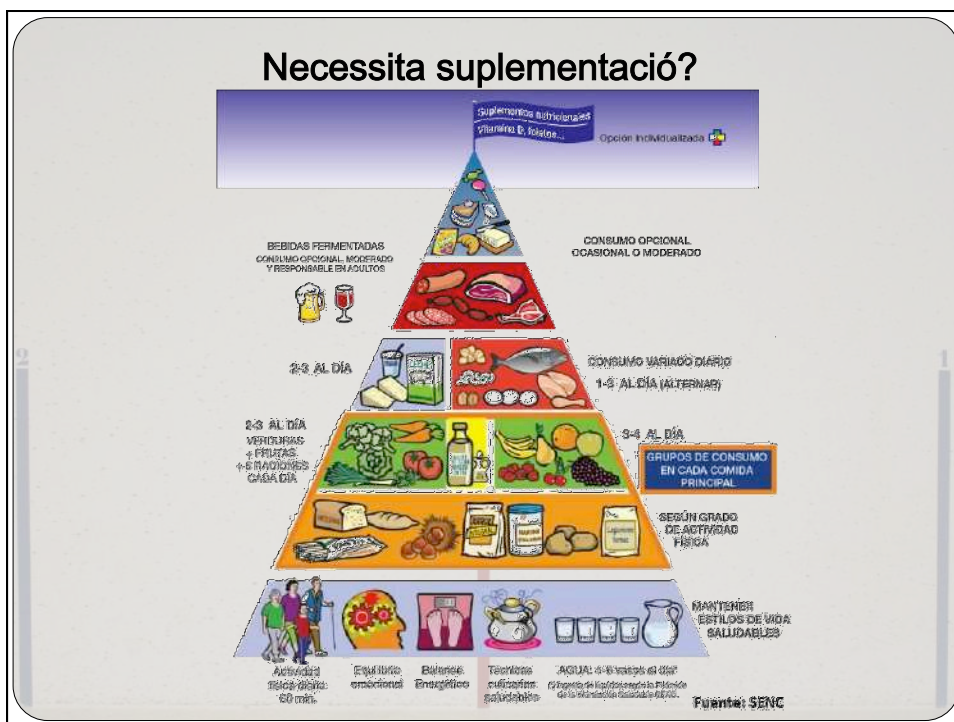 Necessita suplementació?
Suplementos nutricionales
Vitamina D, folatos...
Opción individualizada
BEBIDAS FERMENTADAS
CONSUMO OPCIONAL, MODERADO
Y RESPONSABLE EN ADULTOS
CONSUMO OPCIONAL,
OCASIONAL O MODERADO
2-3 AL DÍA
CONSUMO VARIADO DIARIO
1-3 AL DÍA (ALTERNAR)
2-3 AL DÍA
VERDURAS
+ FRUTAS
RACIONES
CADA DÍA
3-4 AL DÍA
GRUPOS DE CONSUMO
EN CADA COMIDA
PRINCIPAL
SEGÚN GRADO
DE ACTIVIDAD
FÍSICA
MANTENER
ESTILOS DE VIDA
SALUDABLES
Actividad
física diaria
60 min.
Equilibrio
emocional
Balance
Energético
Técnicas
culinarias
saludables
AGUA: 4-6 vasos al día*
Fuente: SENC
2
1